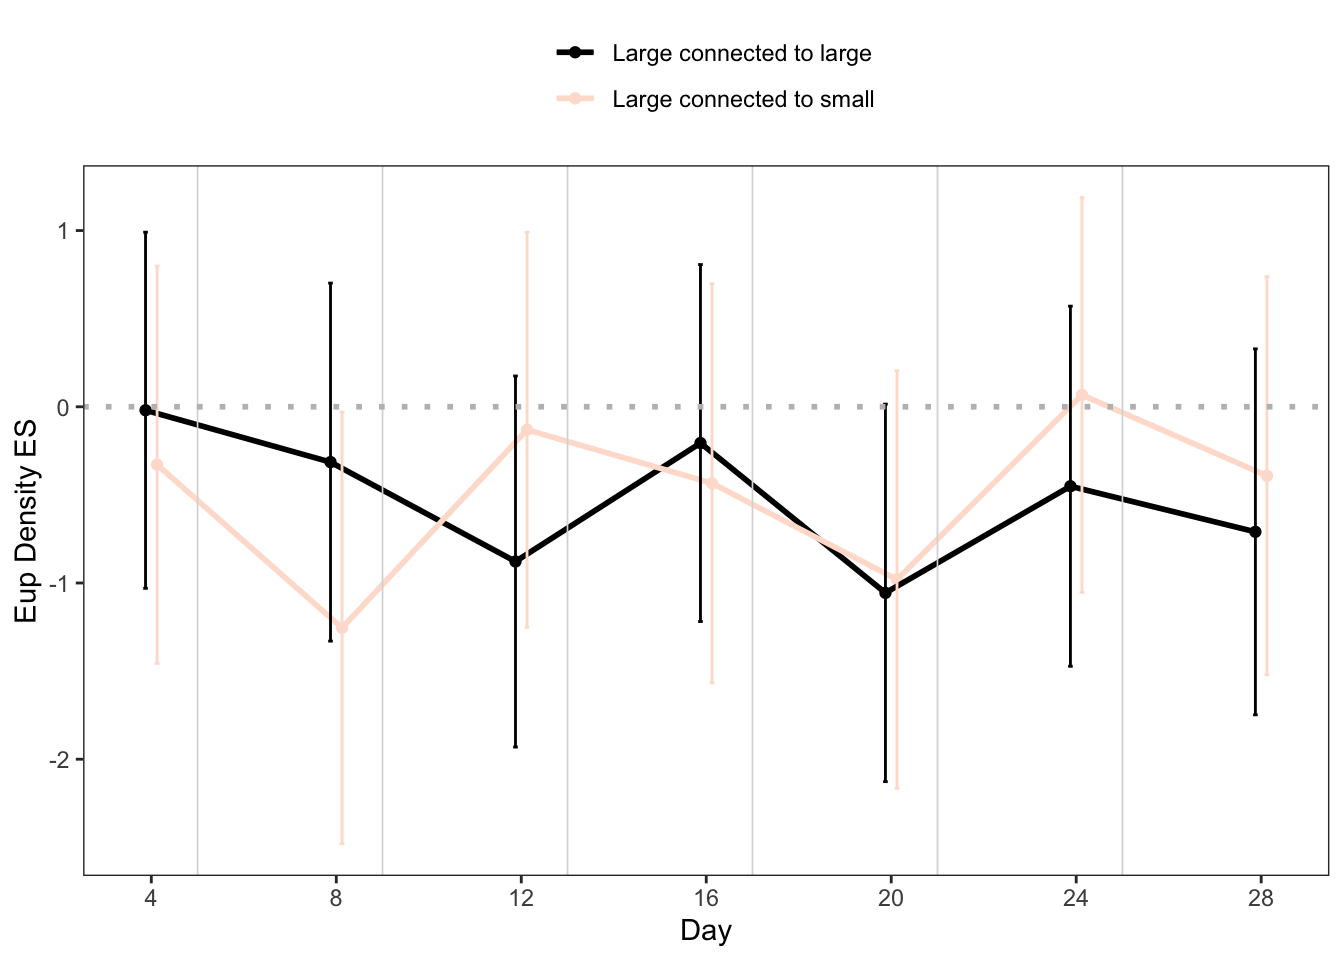 Large connected to large
Large connected to small
1
0
-1
-2
Eup Density ES
4 8 12 16 20 24 28
Day